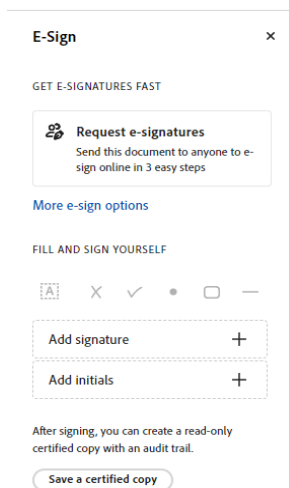 E-Sign
GET E-SIGNATURES FAST
Request e-signatures
Send this document to anyone to e-
sign online in 3 easy steps
More e-sign options
FILL AND SIGN YOURSELF
A
Add signature
Add initials
After signing, you can create a read-only
certified copy with an audit trail.
Save a certified copy